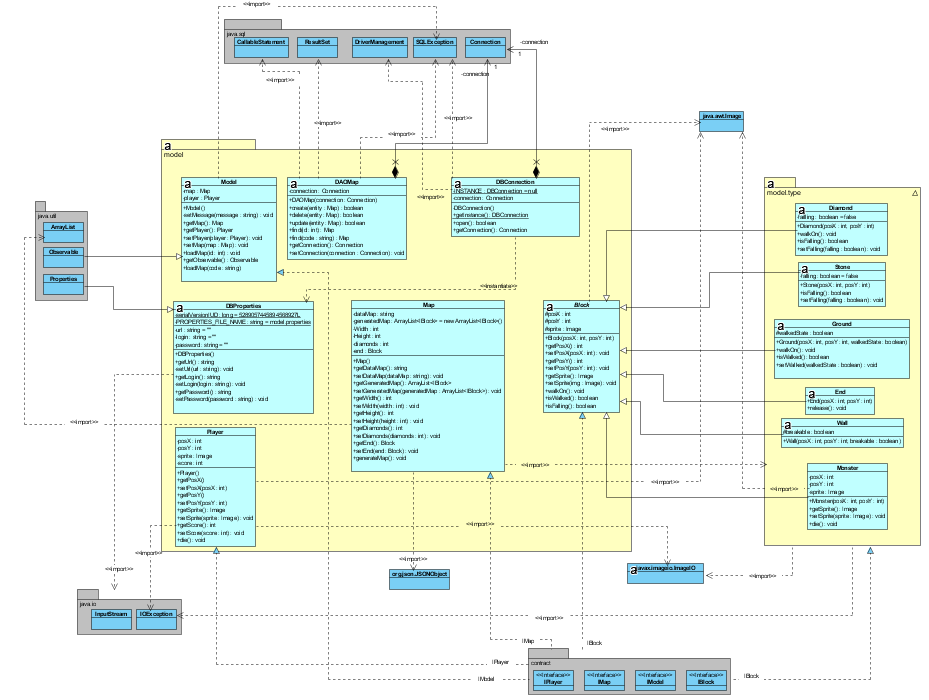 <<import>>
java.sql
CallableStatement
ResultSet
DriverManagement
SQLException
Connection
-connection
1
1
-connection
<<import>>
<<import>>
<<import>>
<<import>>
<<import>>
java.awt.Image
model
Model
-map : Map
-player : Player
+Model()
-setMessage(message : string) : void
+getMap() : Map
+getPlayer() : Player
+setPlayer(player : Player) : void
+setMap(map : Map) : void
+loadMap(id : int) : void
+getObservable() : Observable
+loadMap(code : string)
DAOMap
-connection : Connection
+DAOMap(connection : Connection)
+create(entity : Map) : boolean
+delete(entity : Map) : boolean
+update(entity : Map) : boolean
+find(id : int) : Map
+find(code : string) : Map
+getConnection() : Connection
+setConnection(connection : Connection) : void
DBConnection
-INSTANCE : DBConnection = null
-connection : Connection
-DBConnection()
+getInstance() : DBConnection
+open() : boolean
+getConnection() : Connection
model.type
Diamond
-falling : boolean = false
+Diamond(posX : int, posY : int)
+walkOn() : void
+isFalling() : boolean
+setFalling(falling : boolean) : void
java.util
ArrayList
Observable
Properties
Stone
-falling : boolean = false
+Stone(posX : int, posY : int)
+isFalling() : boolean
+setFalling(falling : boolean) : void
<<instantiate>>
DBProperties
-PROPERTIES_FILE_NAME : string = model.properties
-url : string = ""
-login : string = ""
-password : string = ""
+DBProperties()
+getUrl() : string
-setUrl(url : string) : void
+getLogin() : string
-setLogin(login : string) : void
+getPassword() : string
-setPassword(password : string) : void
Map
-dataMap : string
-generatedMap : ArrayList<Block> = new ArrayList<Block>()
-Width : int
-Height : int
-diamonds : int
-end : Block
+Map()
+getDataMap() : string
+setDataMap(dataMap : string) : void
+getGeneratedMap() : ArrayList<Block>
+setGeneratedMap(generatedMap : ArrayList<Block>) : void
+getWidth() : int
+setWidth(width : int) : void
+getHeight() : int
+setHeight(height : int) : void
+getDiamonds() : int
+setDiamonds(diamonds : int) : void
+getEnd() : Block
+setEnd(end : Block) : void
+generateMap() : void
Block
#posX : int
#posY : int
#sprite : Image
+Block(posX : int, posY : int)
+getPosX() : int
+setPosX(posX : int) : void
+getPosY() : int
+setPosY(posY : int) : void
+getSprite() : Image
+setSprite(img : Image) : void
+walkOn() : void
+isWalked() : boolean
+isFalling() : boolean
Ground
#walkedState : boolean
+Ground(posX : int, posY : int, walkedState : boolean)
+walkOn() : void
+isWalked() : boolean
+setWalked(walkedState : boolean) : void
End
+End(posX : int, posY : int)
+release() : void
Wall
#breakable : boolean
+Wall(posX : int, posY : int, breakable : boolean)
<<import>>
Player
-posX : int
-posY : int
-sprite : Image
-score : int
+Player()
+getPosX()
+setPosX(posX : int)
+getPosY()
+setPosY(posY : int)
+getSprite() : Image
+setSprite(sprite : Image) : void
+getScore() : int
+setScore(score : int) : void
+die() : void
Monster
-posX : int
-posY : int
-sprite : Image
+Monster(posX : int, posY : int)
+getSprite() : Image
+setSprite(sprite : Image) : void
+die() : void
<<import>>
<<import>>
<<import>>
<<import>>
<<import>>
<<import>>
<<import>>
<<import>>
org.json.JSONObject
javax.imageio.ImageIO
<<import>>
java.io
InputStream
IOException
<<import>>
IMap
IBlock
IPlayer
IModel
IBlock
contract
<<Interface>>
IPlayer
<<Interface>>
IMap
<<Interface>>
IModel
<<Interface>>
IBlock